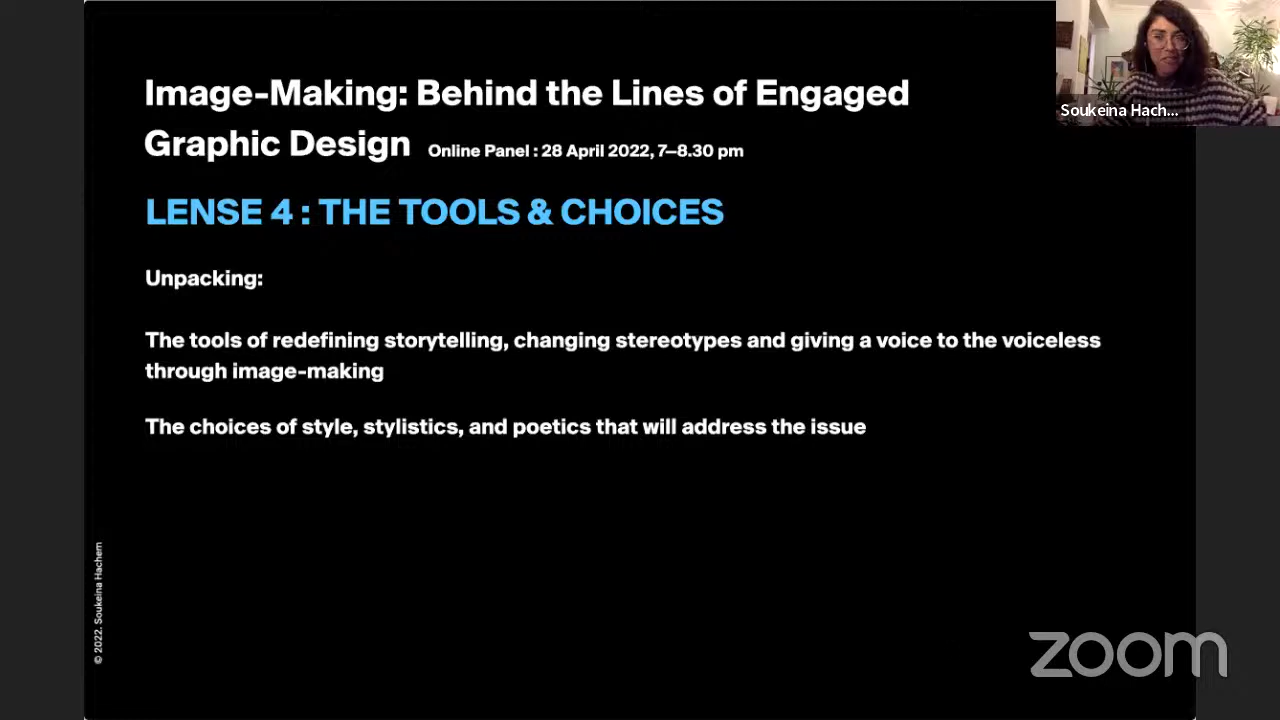 Image-Making: Behind the Lines of Engaged
Graphic Design Online Panel : 28 April 2022, 7–8.30 pm
LENSE 4 : THE TOOLS & CHOICES
Unpacking:
The tools of redefining storytelling, changing stereotypes and giving a voice to the voiceless
through image-making
The choices of style, stylistics, and poetics that will address the issue
© 2022. Soukeina Hachem
Soukeina Hach...
zoom